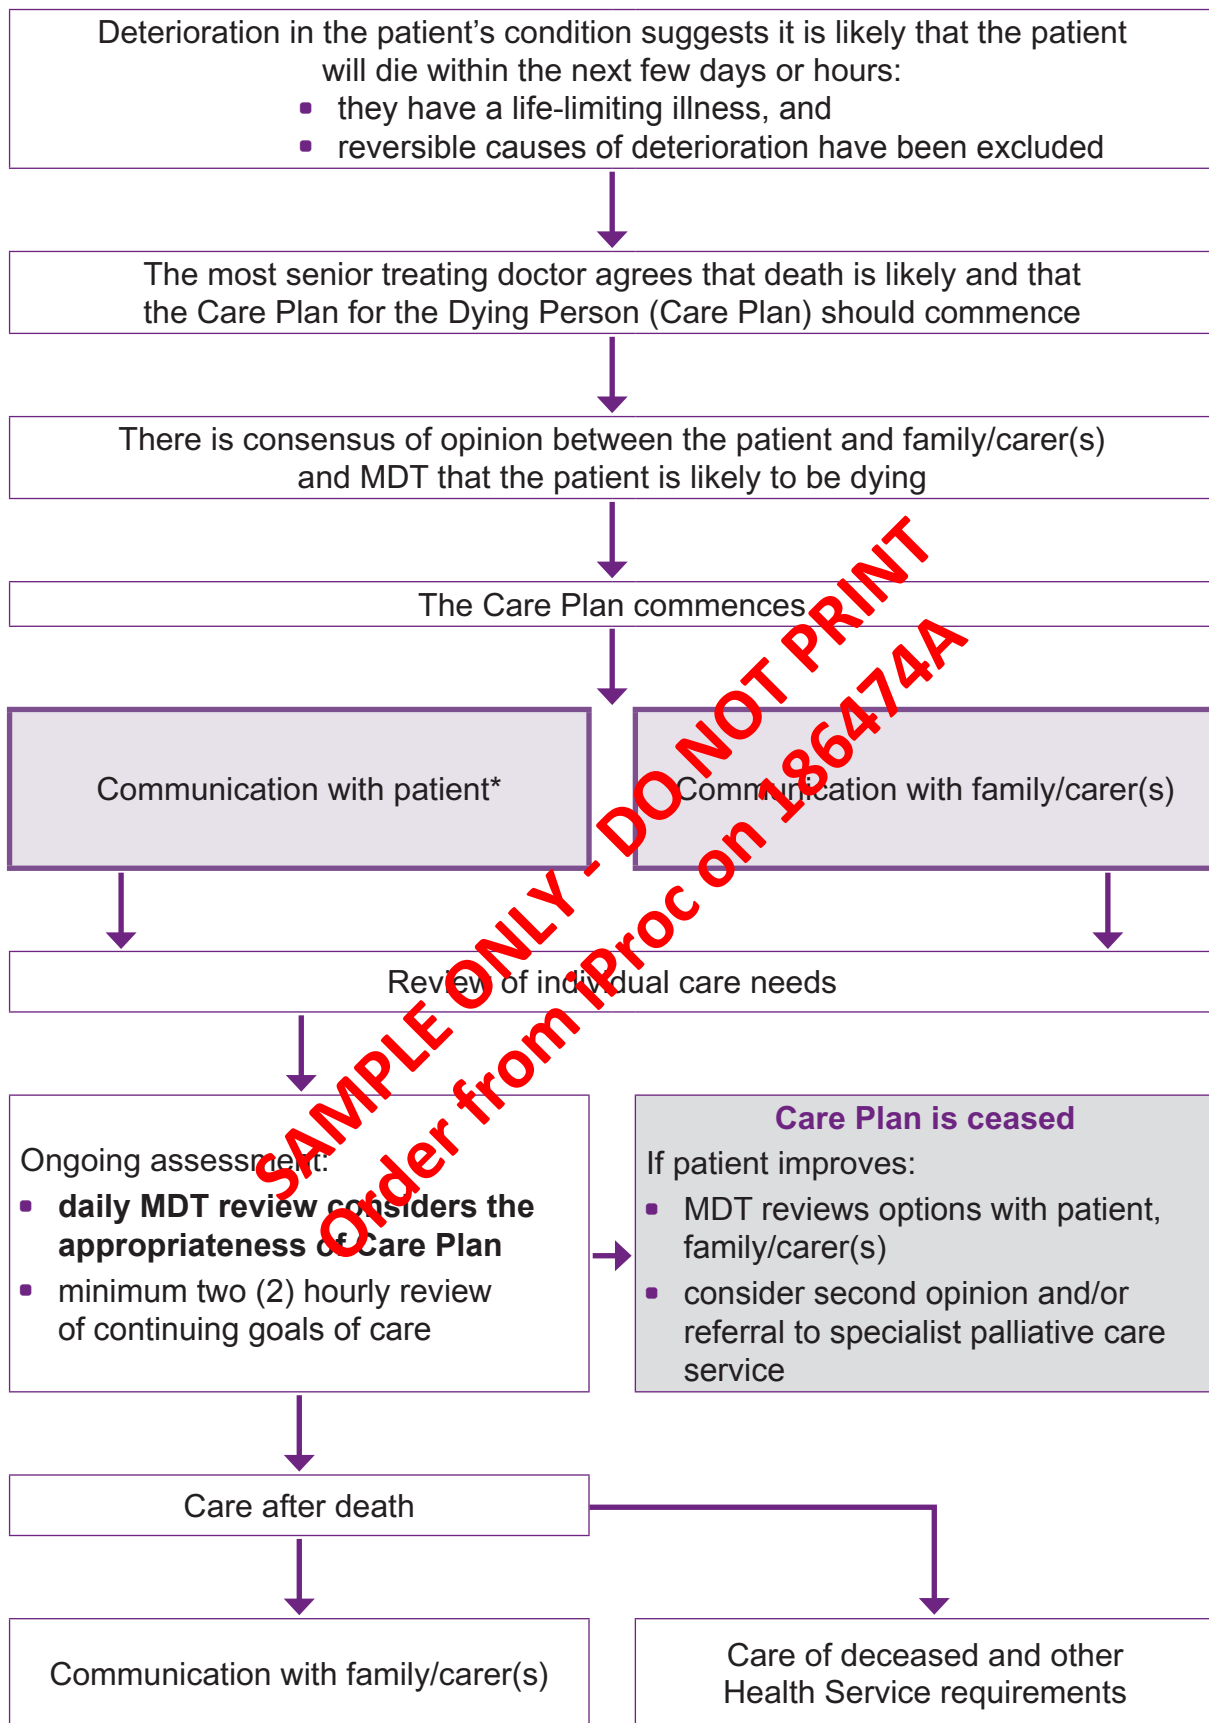 Deterioration in the patient’s condition suggests it is likely that the patient
will die within the next few days or hours:
▪ they have a life-limiting illness, and
▪ reversible causes of deterioration have been excluded
The most senior treating doctor agrees that death is likely and that
the Care Plan for the Dying Person (Care Plan) should commence
There is consensus of opinion between the patient and family/carer(s)
and MDT that the patient is likely to be dying
The Care Plan commences
Communication with patient*
Communication with family/carer(s)
Review of individual care needs
Ongoing assessment:
▪ daily MDT review considers the
appropriateness of Care Plan
▪ minimum two (2) hourly review
of continuing goals of care
Care Plan is ceased
If patient improves:
▪ MDT reviews options with patient,
family/carer(s)
▪ consider second opinion and/or
referral to specialist palliative care
service
Care after death
Communication with family/carer(s)
Care of deceased and other
Health Service requirements
SAMPLE ONLY - DO NOT PRINT
Order from iProc on 186474A